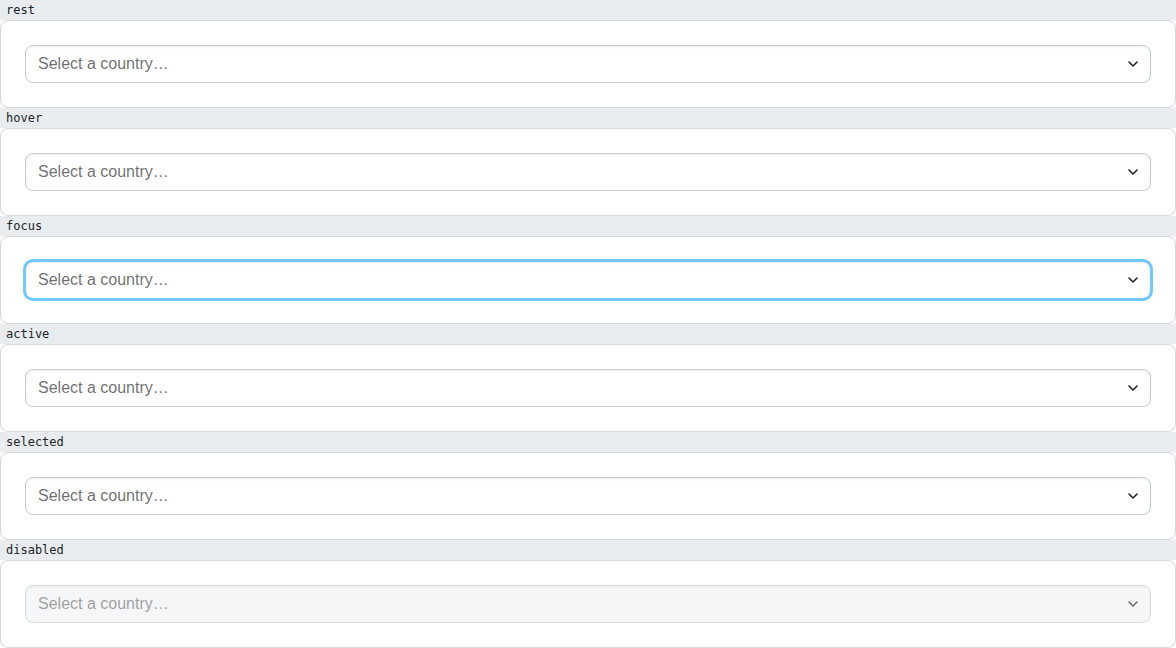 rest
Select a country…
hover
Select a country…
focus
Select a country…
active
Select a country…
selected
Select a country…
disabled
Select a country…